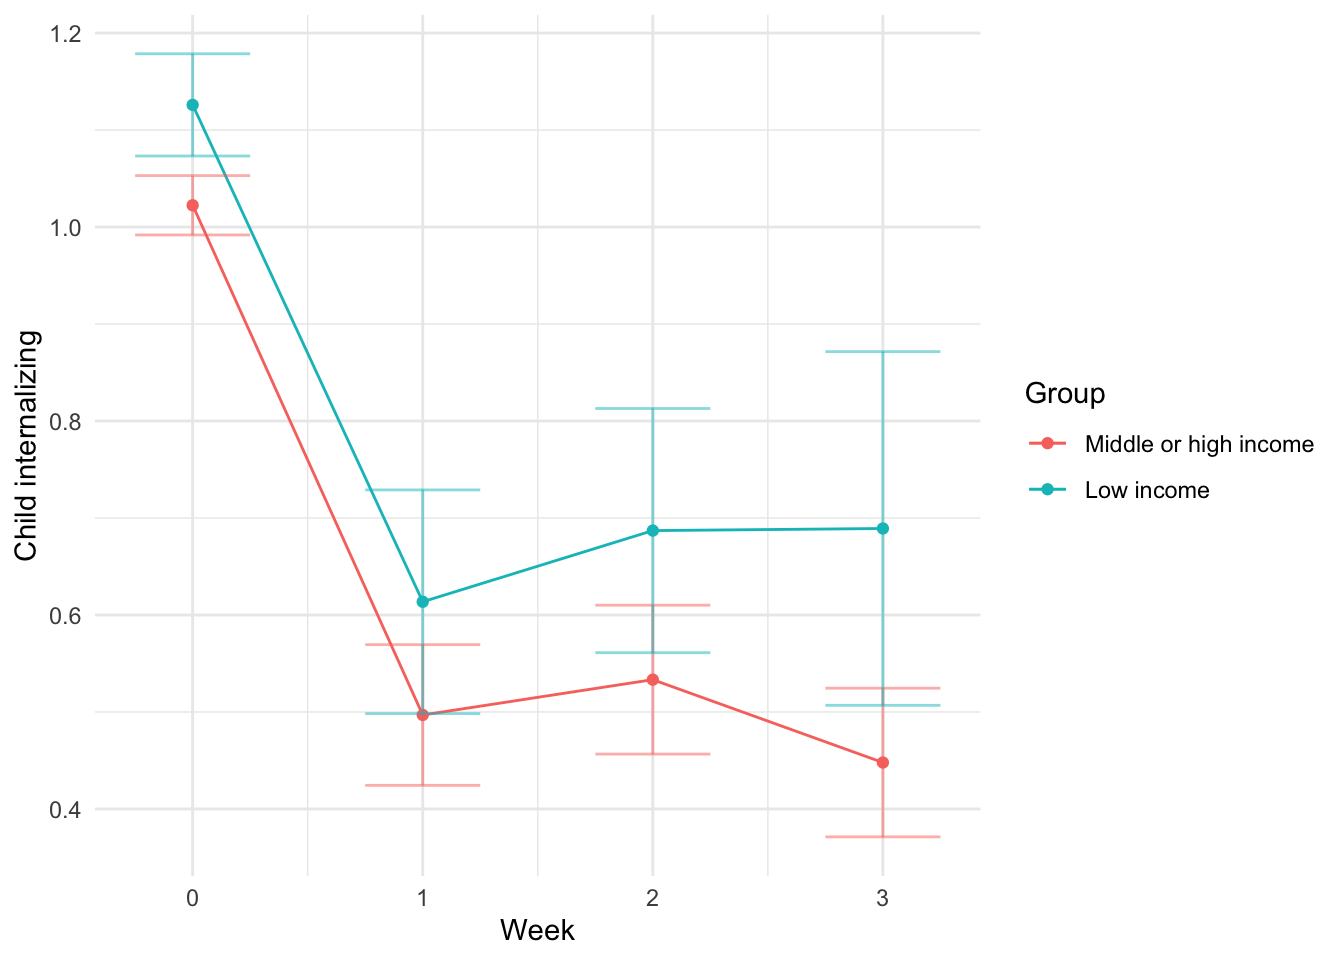 1.2
1.0
0.8
0.6
0.4
Child internalizing
0 1 2 3
Week
Group
Middle or high income
Low income